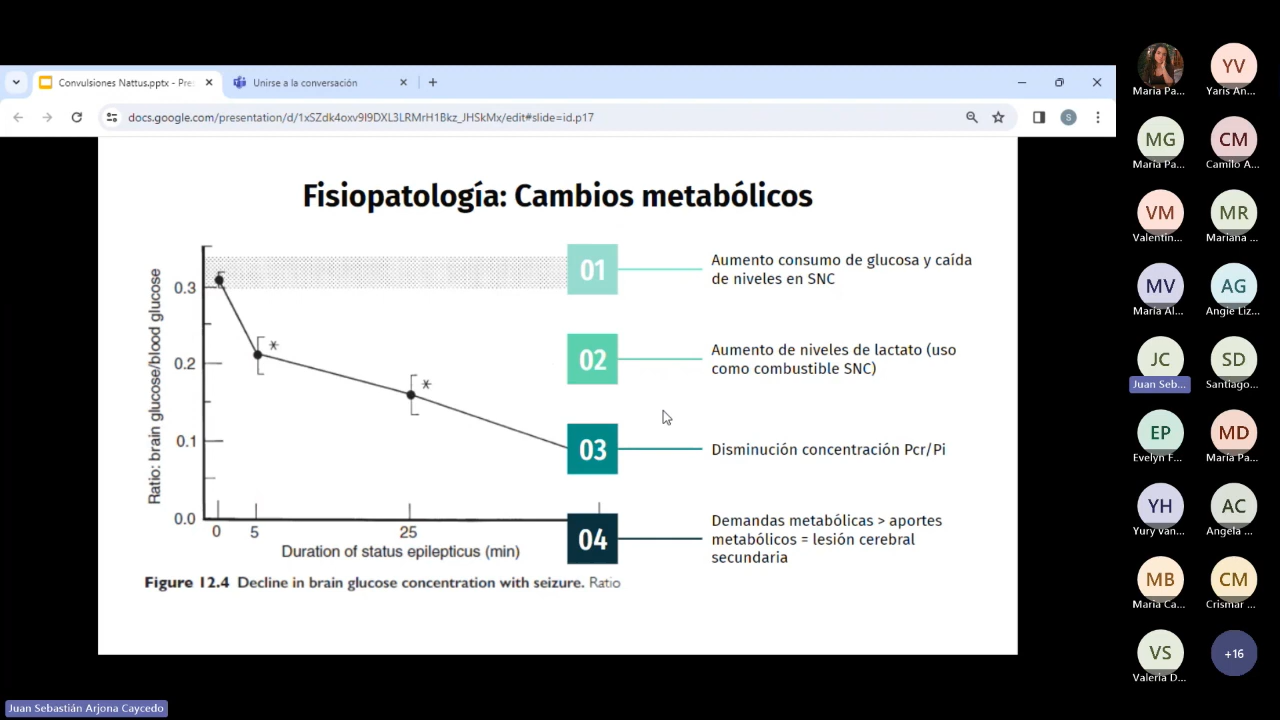 Convulsiones Nattus.pptx - Pre
Unirse a la conversación
docs.google.com/presentation/d/1xSZdk4oxv9I9DXL3LRMrH1Bkz_JHSkMx/edit#slide=id.p17
S
Fisiopatología: Cambios metabólicos
Ratio: brain glucose/blood glucose
0.3
0.2
0.1
0.0
0 5 25
Duration of status epilepticus (min)
* *
Figure 12.4 Decline in brain glucose concentration with seizure. Ratio
01
Aumento consumo de glucosa y caída
de niveles en SNC
02
Aumento de niveles de lactato (uso
como combustible SNC)
03
Disminución concentración Pcr/Pi
04
Demandas metabólicas > aportes
metabólicos = lesión cerebral
secundaria
Maria Pa...
YV
Yaris An...
MG
Maria Pa...
CM
Camilo A...
VM
Valentin...
MR
Mariana ...
MV
María Al...
AG
Angie Liz...
JC
Juan Seb...
SD
Santiago...
EP
Evelyn F...
MD
María Pa...
YH
Yury van...
AC
Angela ...
MB
Maria Ca...
CM
Crismar ...
VS
Valeria D...
+16
Juan Sebastián Arjona Caycedo